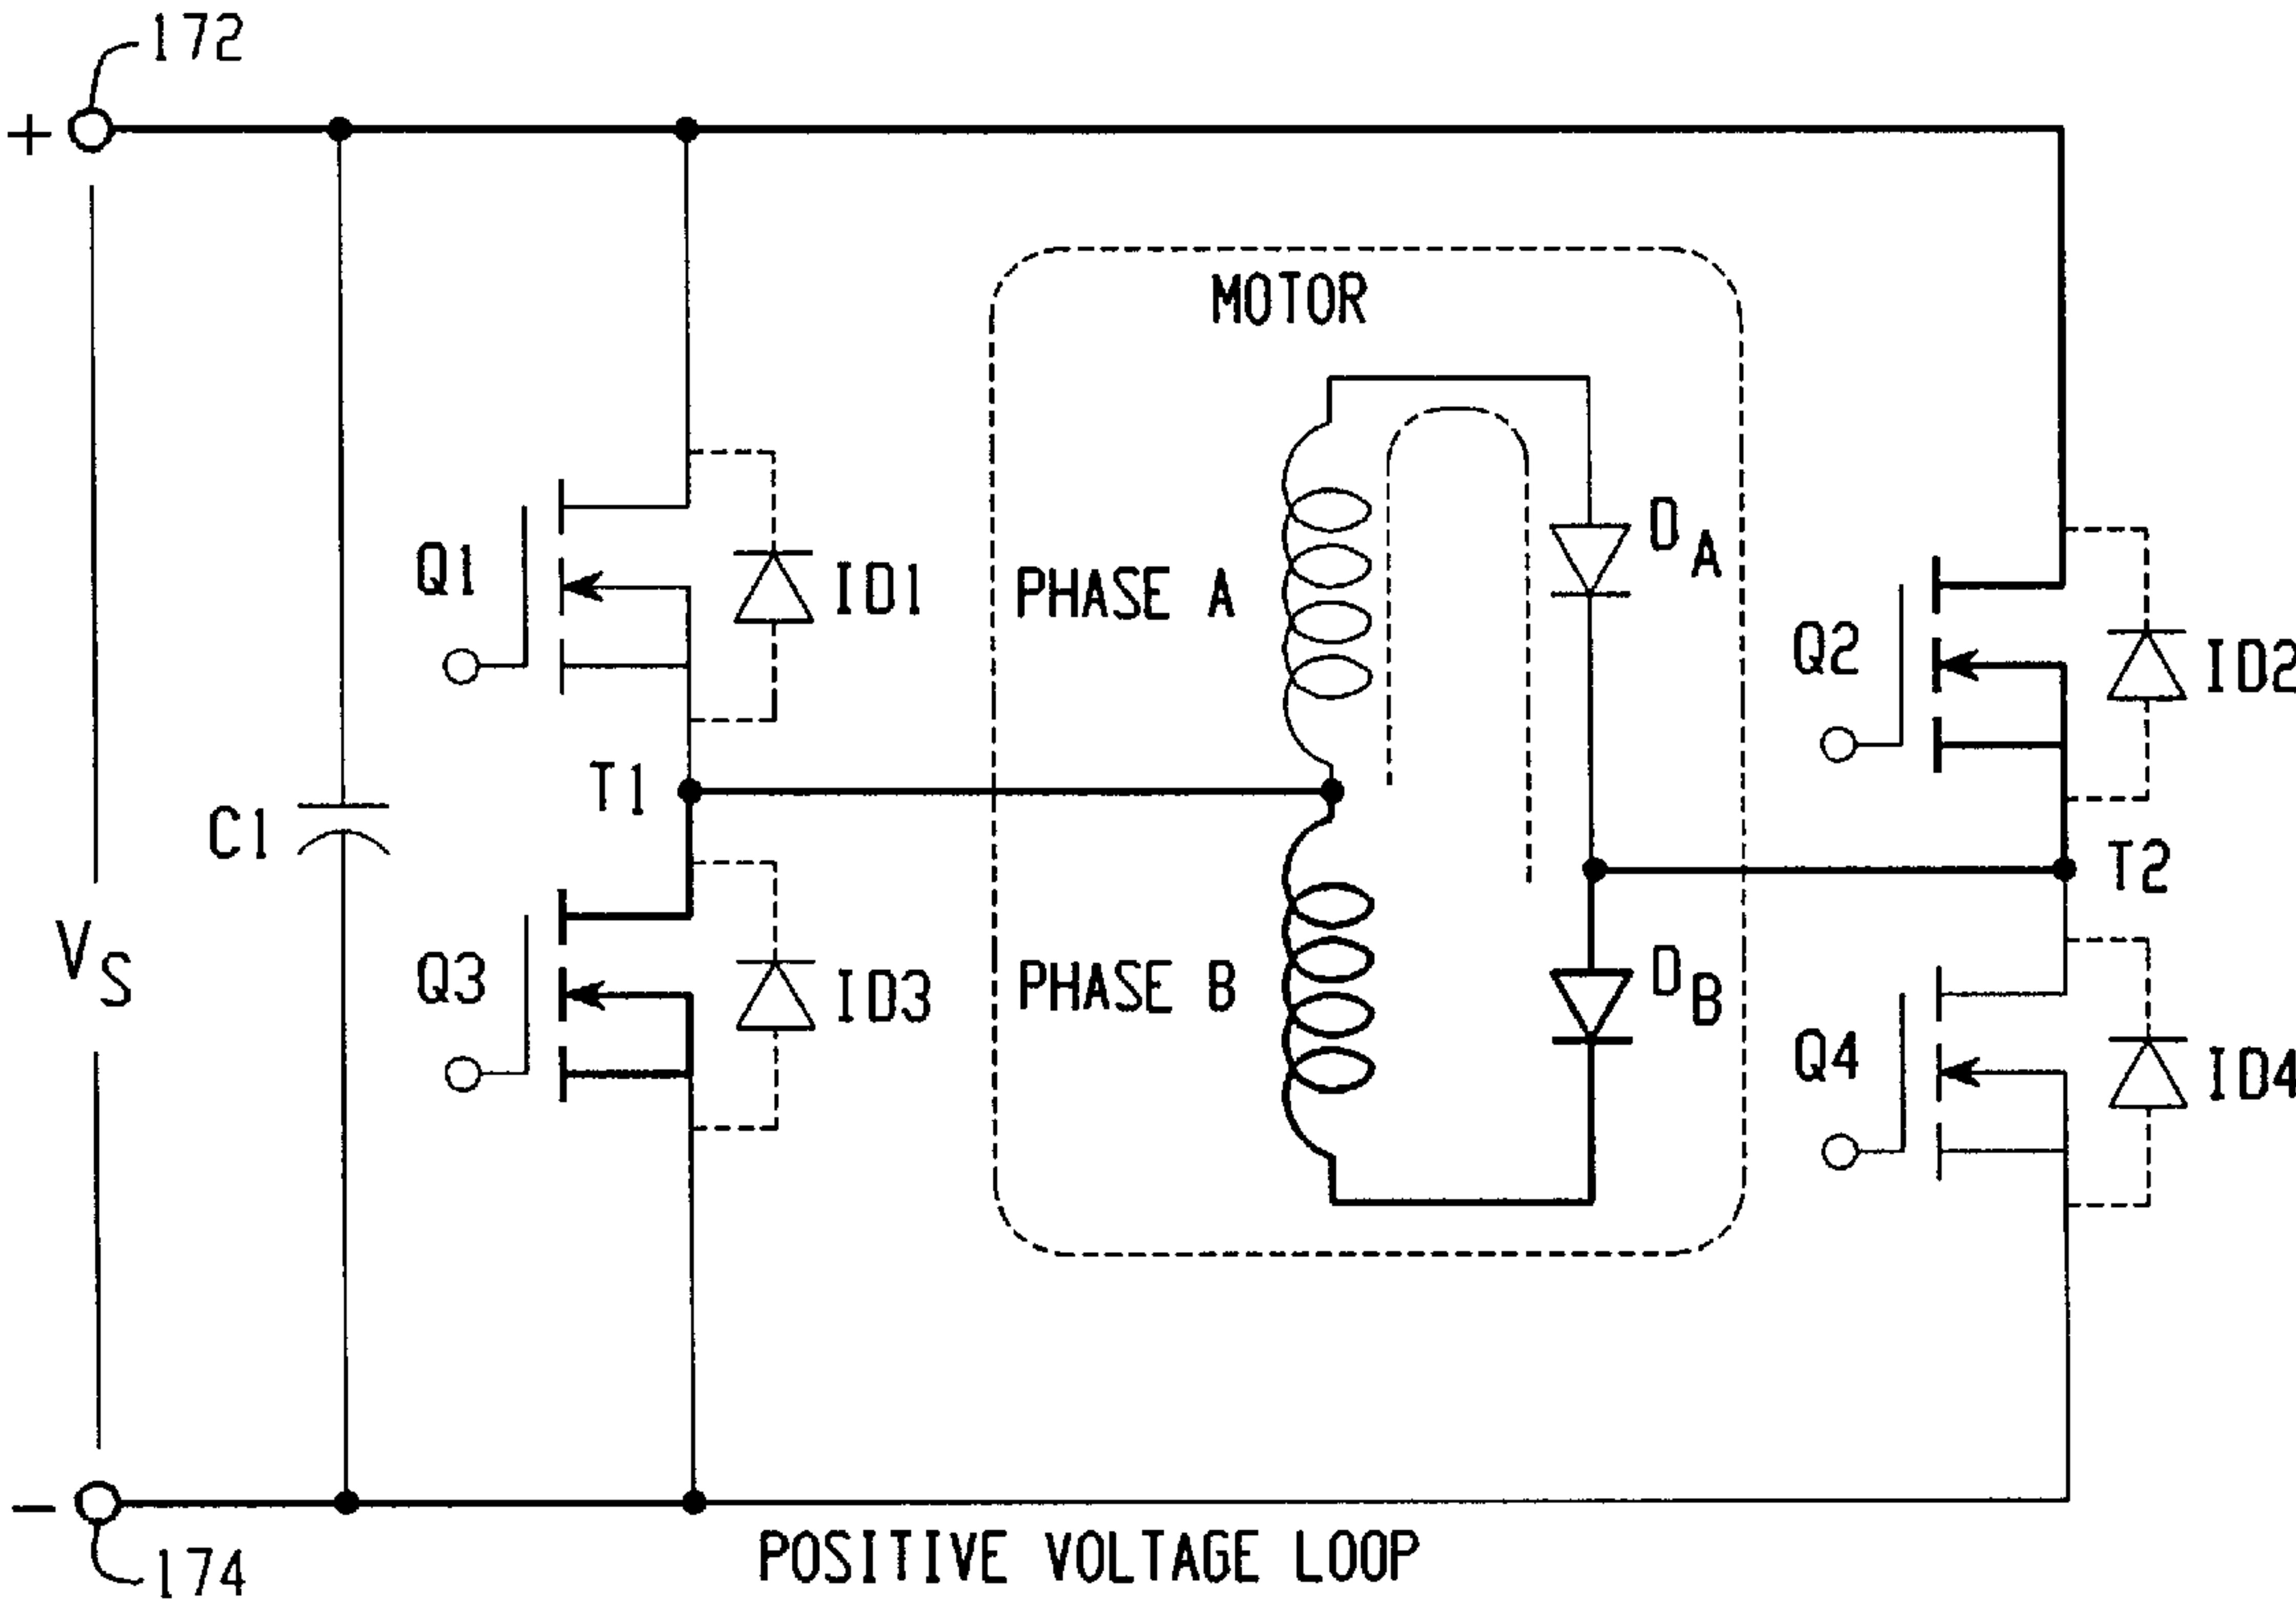 172
+
MOTOR
Q1
ID1
PHASE A
D A
Q2
ID2
T1
C1
T2
VS
Q3
ID3
PHASE B
D B
Q4
ID4
-
174
POSITIVE VOLTAGE LOOP